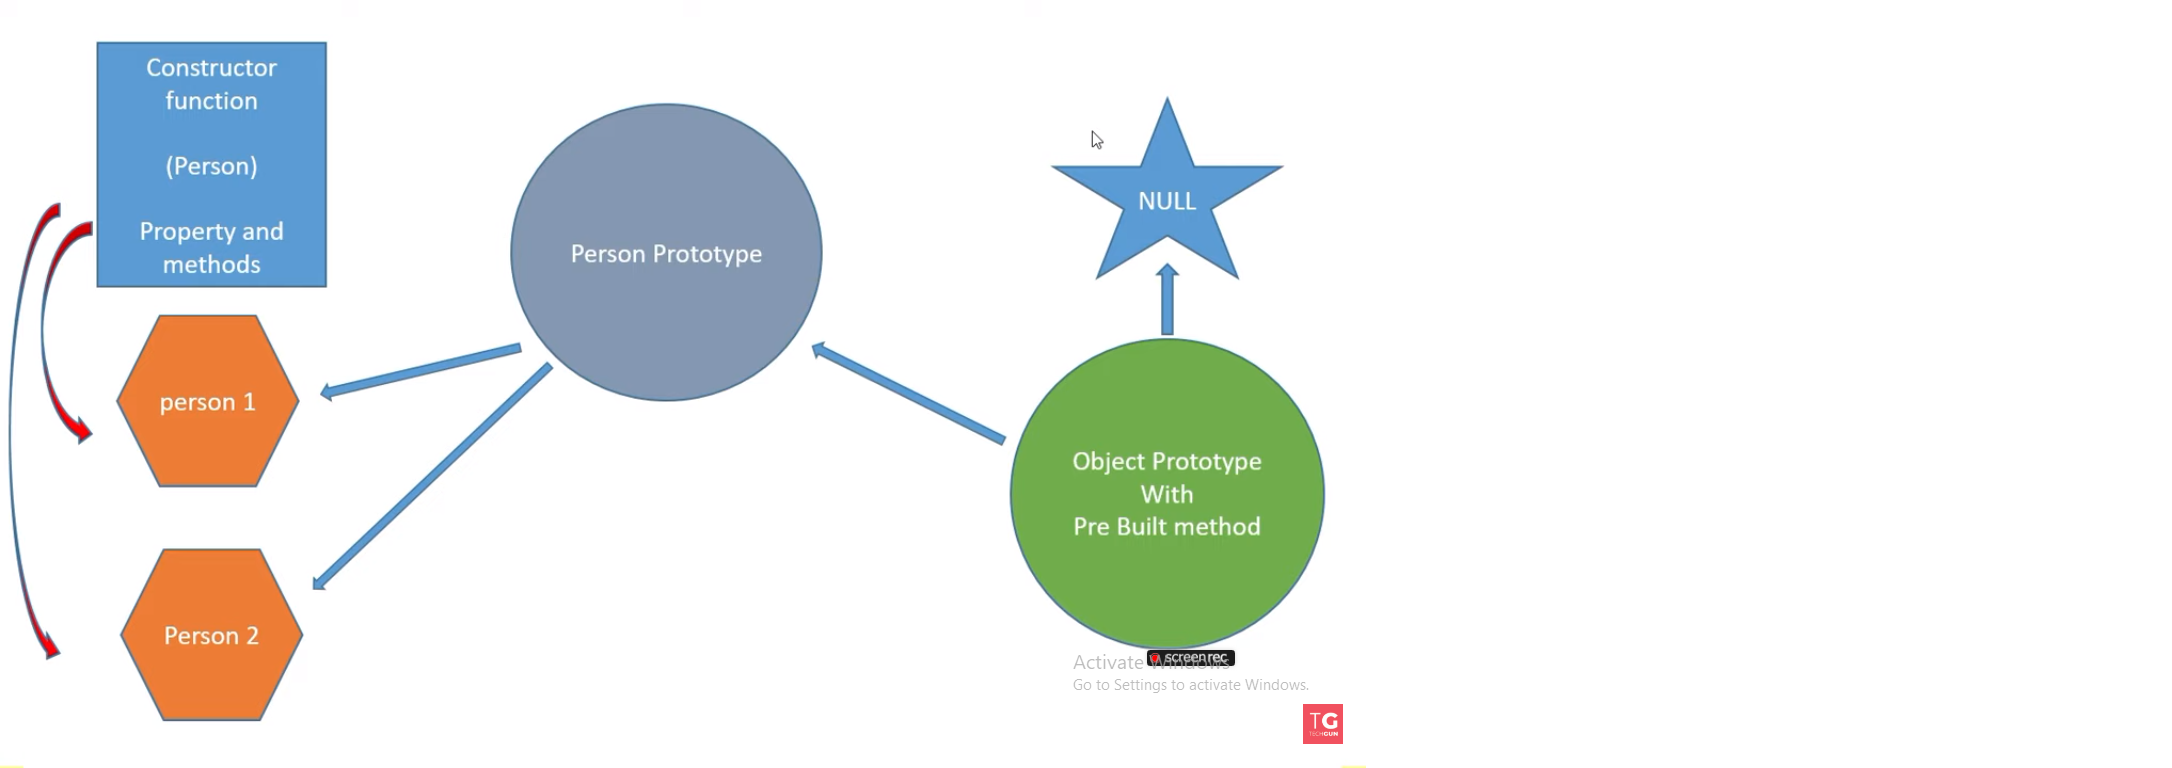 Constructor
function
(Person)
Property and
methods
person 1
Person 2
Person Prototype
NULL
Object Prototype
With
Pre Built method
screenrec
Activate Windows
Go to Settings to activate Windows.
TG
TECHGUN